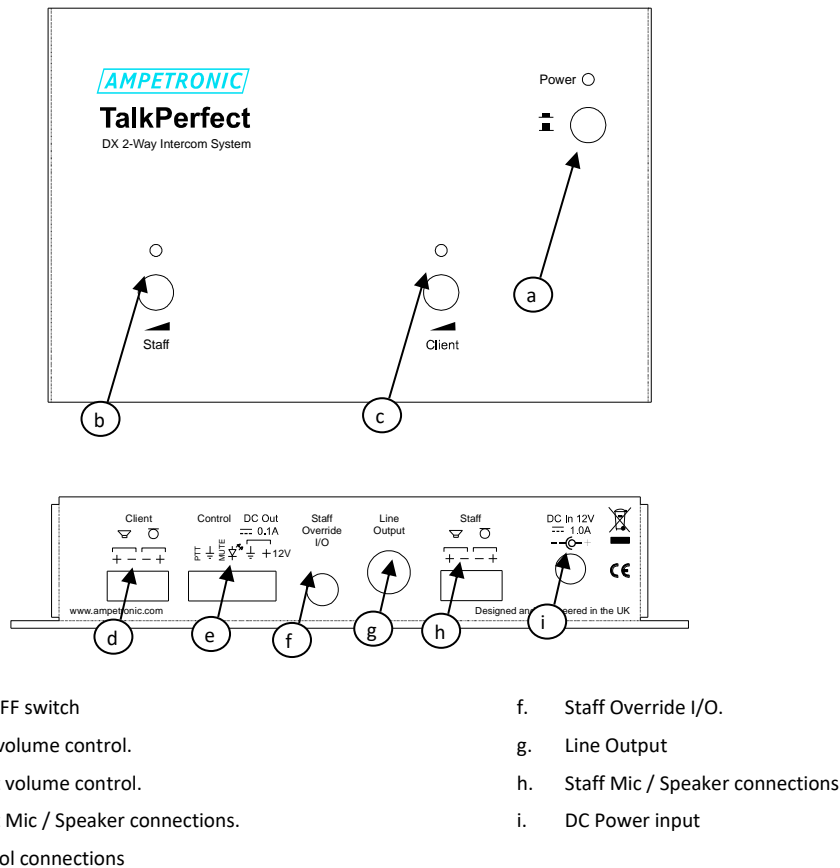 AMPETRONIC
Power
TalkPerfect
DX 2-Way Intercom System
a
Staff
Client
b
c
Client
Control
DC Out
0.1A
Staff
Override
I/O
Line
Output
Staff
DC In 12V
1.0A
PTT
MUTE
+12V
+ - - +
+ - - +
- +
CE
www.ampetronic.com
Designed and in the UK
d
e
f
g
h
i
FF switch
volume control.
volume control.
Mic / Speaker connections.
ol connections
f. Staff Override I/O.
g. Line Output
h. Staff Mic / Speaker connections
i. DC Power input